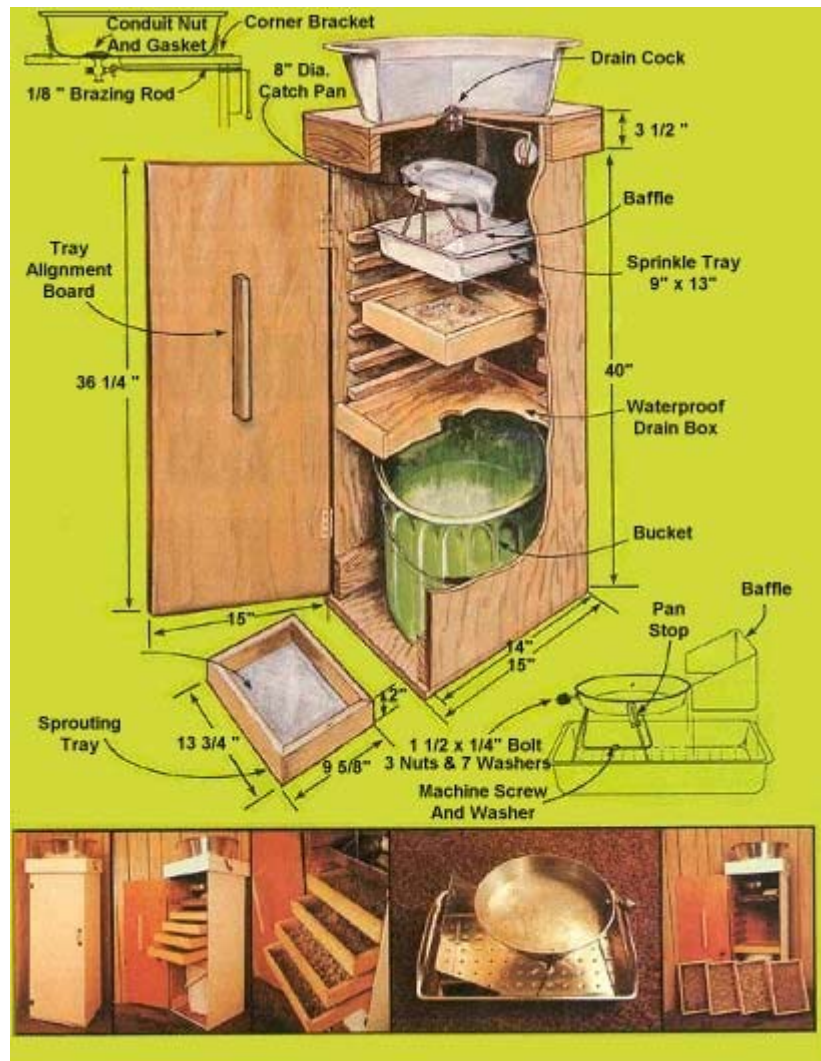 Conduit Nut
And Gasket
Corner Bracket
1/8 " Brazing Rod
8" Dia.
Catch Pan
Drain Cock
3 1/2 "
Baffle
Tray
Alignment
Board
Sprinkle Tray
9" x 13"
36 1/4 "
40"
Waterproof
Drain Box
Bucket
15"
14"
15"
Baffle
Pan
Stop
2"
Sprouting
Tray
13 3/4 "
9 5/8"
1 1/2 x 1/4" Bolt
3 Nuts & 7 Washers
Machine Screw
And Washer